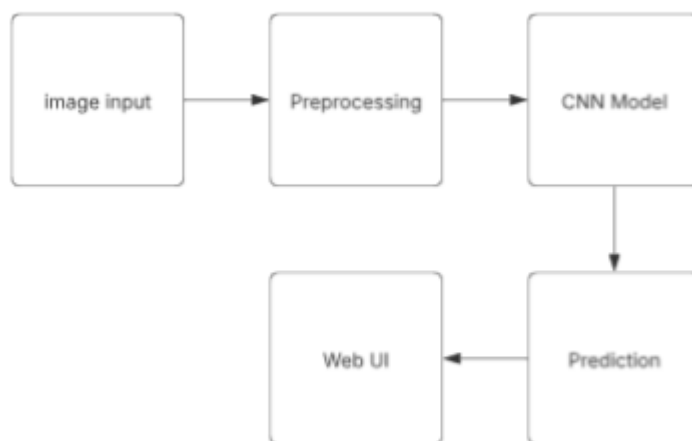 image input
Preprocessing
CNN Model
Web UI
Prediction